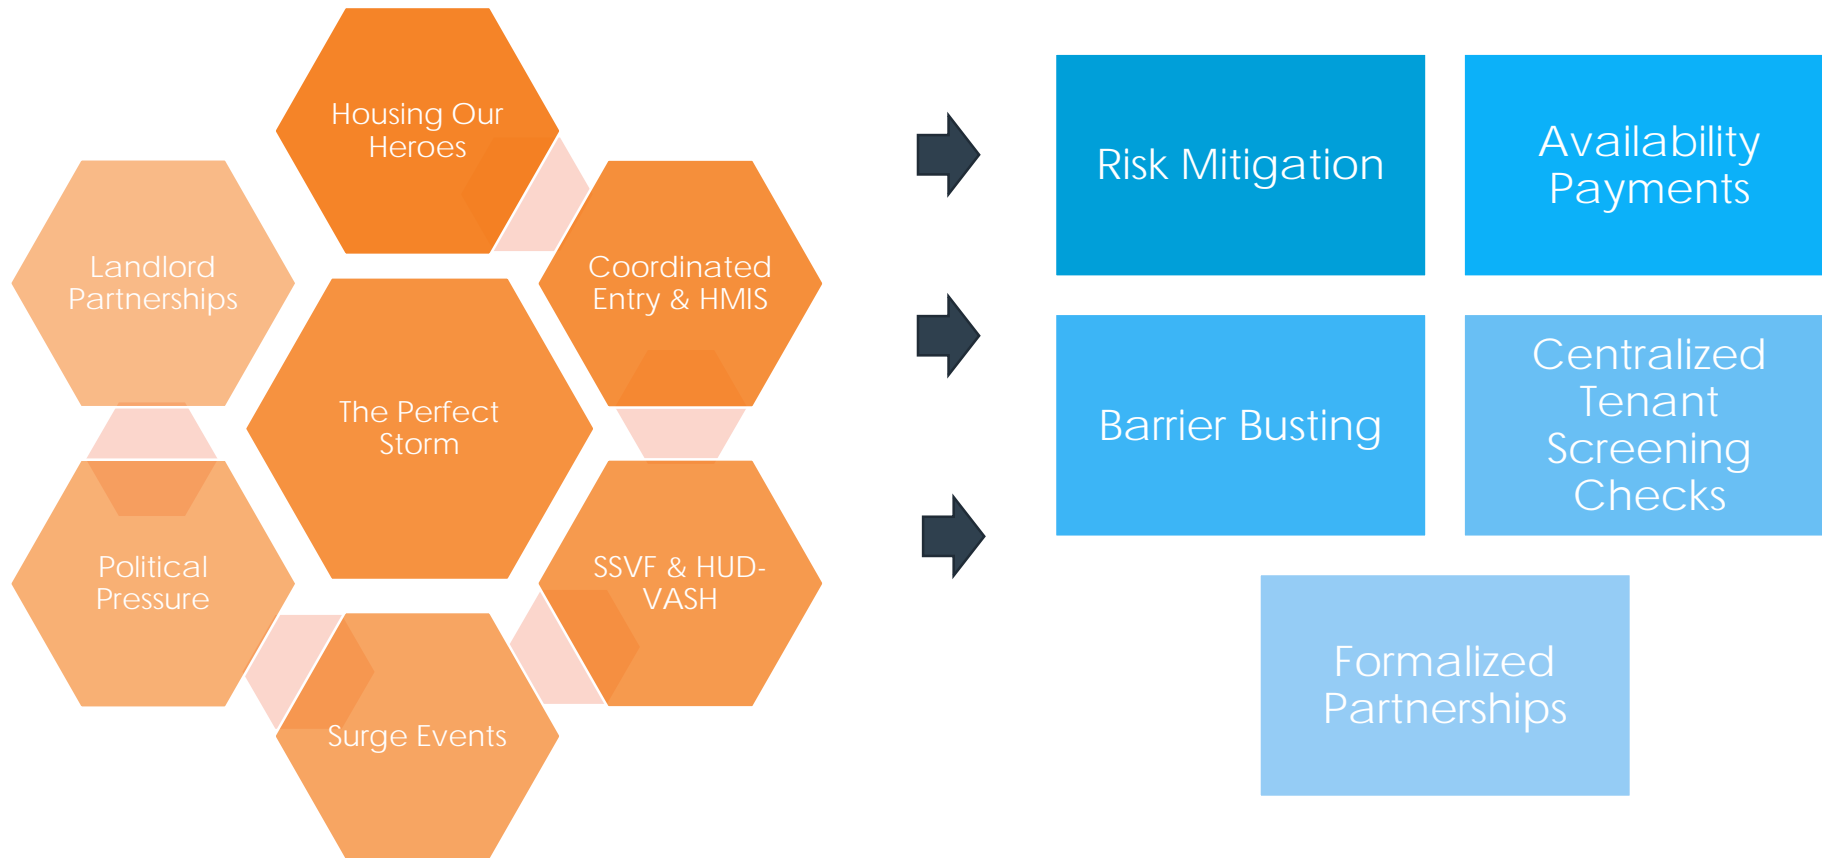 Housing Our
Heroes
Landlord
Partnerships
Coordinated
Entry & HMIS
The Perfect
Storm
Political
Pressure
SSVF & HUD-
VASH
Surge Events
Risk Mitigation
Availability
Payments
Barrier Busting
Centralized
Tenant
Screening
Checks
Formalized
Partnerships